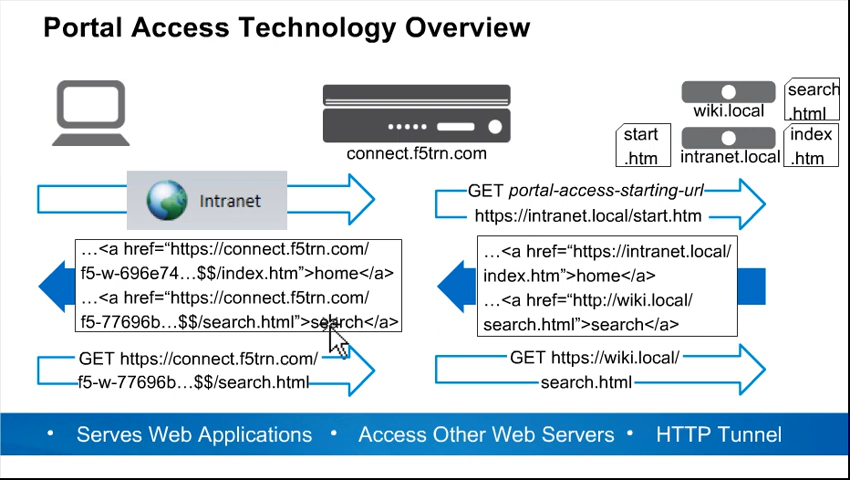 Portal Access Technology Overview
connect.f5trn.com
wiki.local
search
.html
start
.htm
intranet.local
index
.htm
Intranet
GET portal-access-starting-url
https://intranet.local/start.htm
…<a href=“https://connect.f5trn.com/
f5-w-696e74…$$/index.htm”>home</a>
…<a href=“https://connect.f5trn.com/
f5-77696b…$$/search.html”>search</a>
…<a href=“https://intranet.local/
index.htm”>home</a>
…<a href=“http://wiki.local/
search.html”>search</a>
GET https://connect.f5trn.com/
f5-w-77696b…$$/search.html
GET https://wiki.local/
search.html
• Serves Web Applications • Access Other Web Servers • HTTP Tunnel